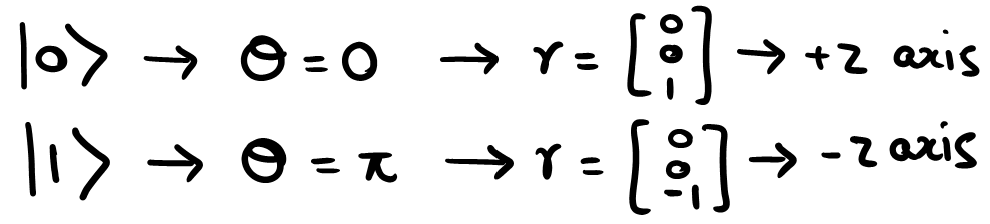 |0⟩ → θ = 0 → r = [0 0 1] → +z axis
|1⟩ → θ = π → r = [0 0 -1] → -z axis